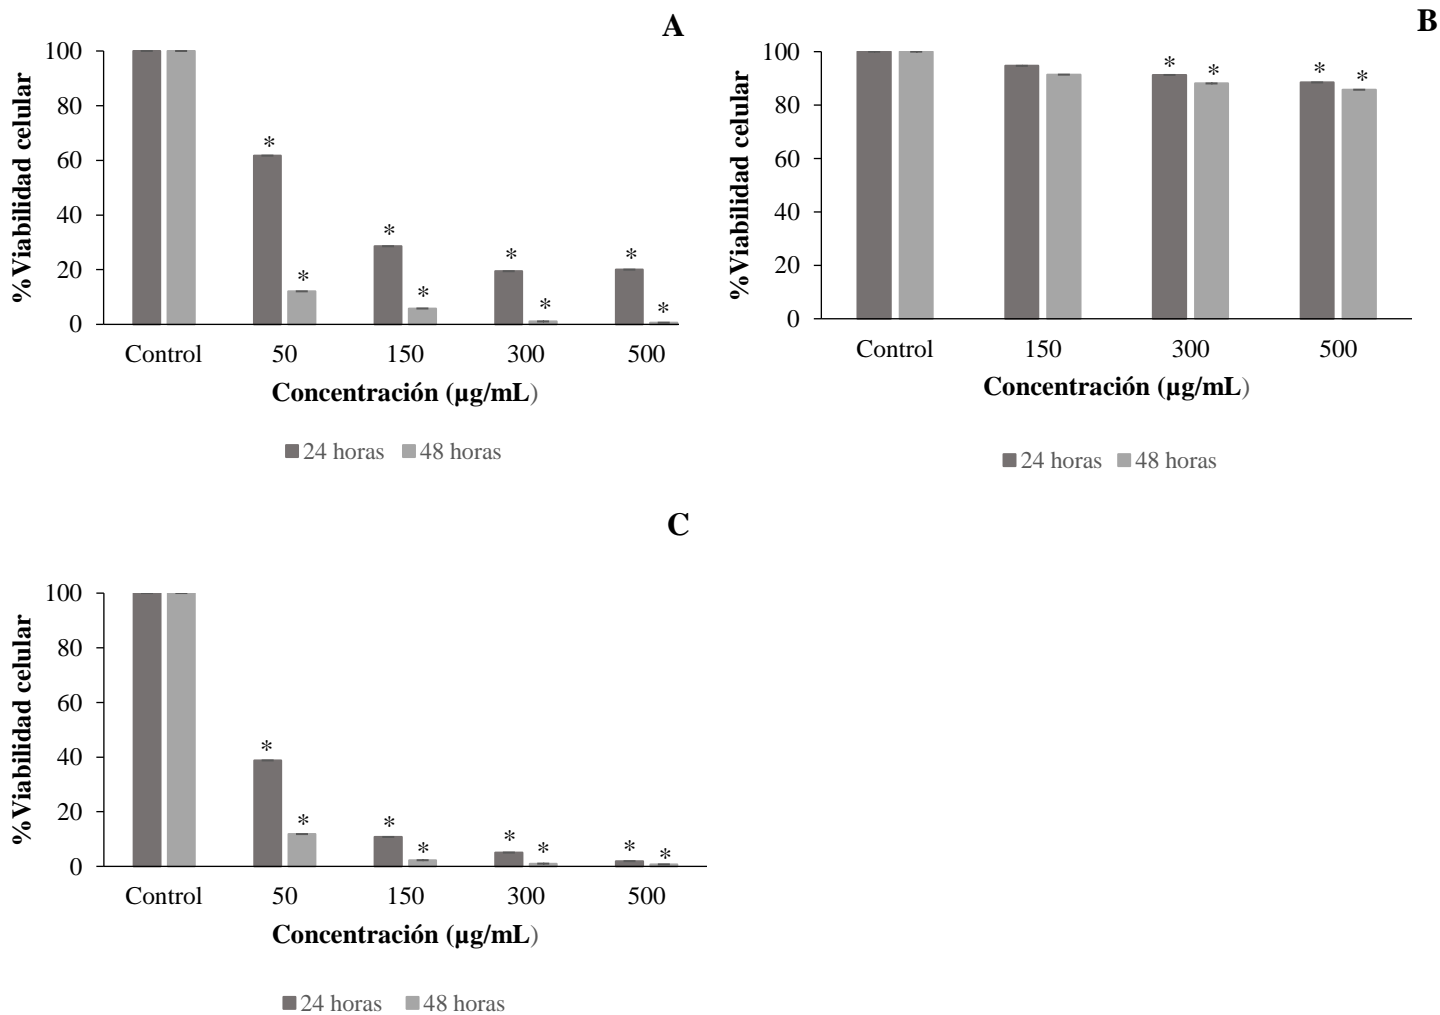 A
%Viabilidad celular
100
80
60
40
20
0
*
*
*
*
*
*
*
*
Control 50 150 300 500
Concentración (µg/mL)
24 horas 48 horas
B
%Viabilidad celular
100
80
60
40
20
0
*
*
*
*
Control 150 300 500
Concentración (µg/mL)
24 horas 48 horas
C
%Viabilidad celular
100
80
60
40
20
0
*
*
*
*
*
*
*
*
Control 50 150 300 500
Concentración (µg/mL)
24 horas 48 horas